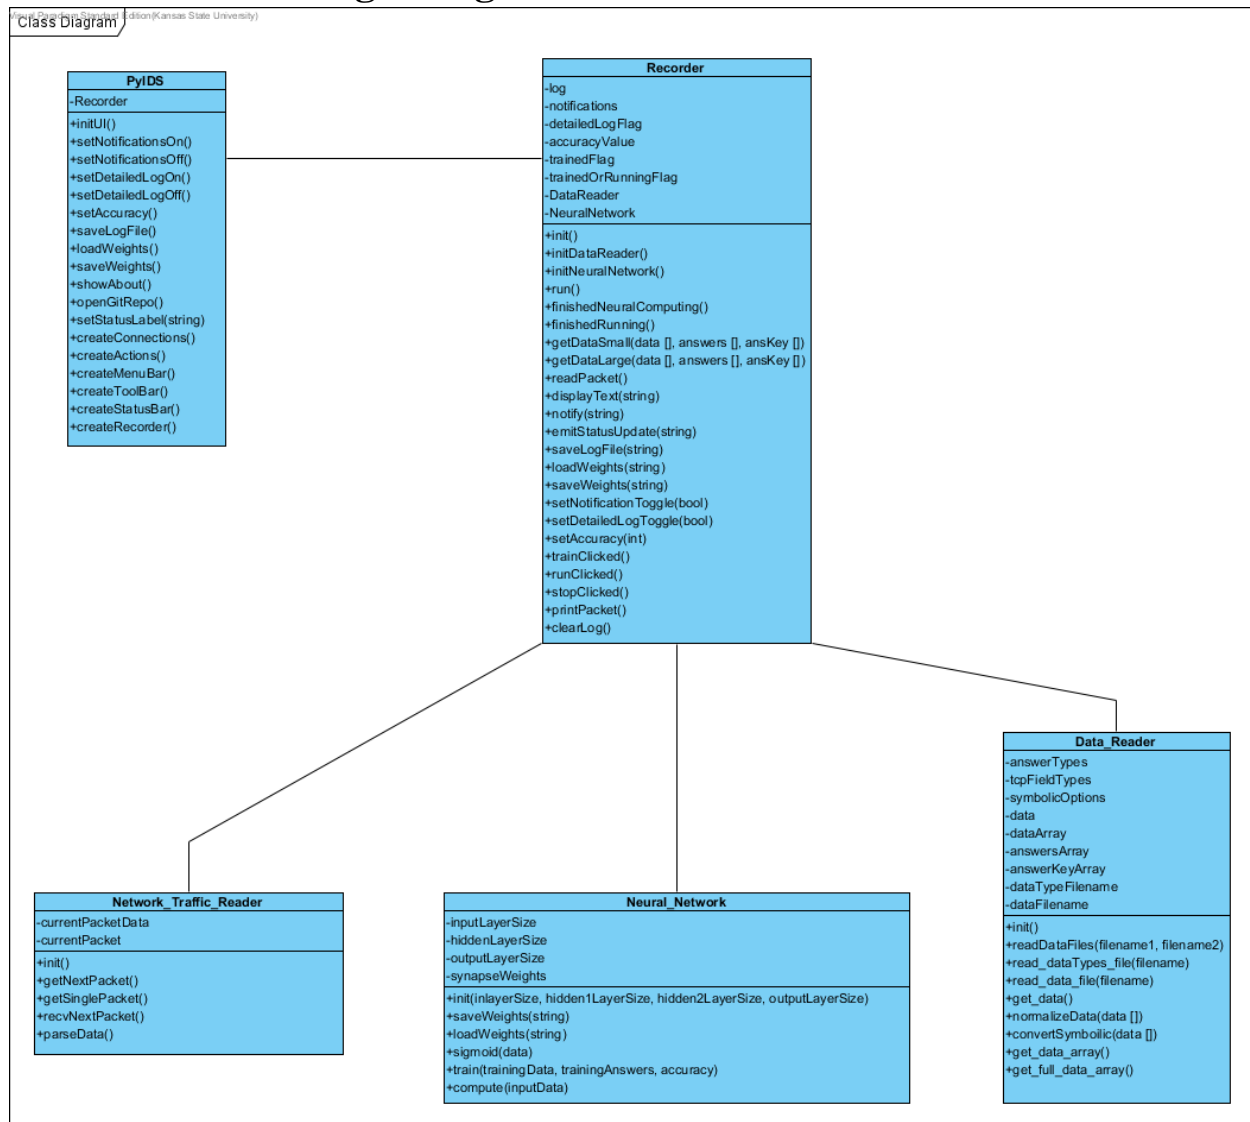 Visual Paradigm Standard Edition(Kansas State University)
Class Diagram
PyIDS
-Recorder
+initUI()
+setNotificationsOn()
+setNotificationsOff()
+setDetailedLogOn()
+setDetailedLogOff()
+setAccuracy()
+saveLogFile()
+loadWeights()
+saveWeights()
+showAbout()
+openGitRepo()
+setStatusLabel(string)
+createConnections()
+createActions()
+createMenuBar()
+createToolBar()
+createStatusBar()
+createRecorder()
Recorder
-log
-notifications
-detailedLogFlag
-accuracyValue
-trainedFlag
-trainedOrRunningFlag
-DataReader
-NeuralNetwork
+init()
+initDataReader()
+initNeuralNetwork()
+run()
+finishedNeuralComputing()
+finishedRunning()
+getDataSmall(data [], answers [], ansKey [])
+getDataLarge(data [], answers [], ansKey [])
+readPacket()
+displayText(string)
+notify(string)
+emitStatusUpdate(string)
+saveLogFile(string)
+loadWeights(string)
+saveWeights(string)
+setNotificationToggle(bool)
+setDetailedLogToggle(bool)
+setAccuracy(int)
+trainClicked()
+runClicked()
+stopClicked()
+printPacket()
+clearLog()
Network_Traffic_Reader
-currentPacketData
-currentPacket
+init()
+getNextPacket()
+getSinglePacket()
+recvNextPacket()
+parseData()
Neural_Network
-inputLayerSize
-hiddenLayerSize
-outputLayerSize
-synapseWeights
+init(inlayerSize, hidden1LayerSize, hidden2LayerSize, outputLayerSize)
+saveWeights(string)
+loadWeights(string)
+sigmoid(data)
+train(trainingData, trainingAnswers, accuracy)
+compute(inputData)
Data_Reader
-answerTypes
-tcpFieldTypes
-symbolicOptions
-data
-dataArray
-answersArray
-answerKeyArray
-dataTypeFilename
-dataFilename
+init()
+readDataFiles(filename1, filename2)
+read_dataTypes_file(filename)
+read_data_file(filename)
+get_data()
+normalizeData(data [])
+convertSymboilic(data [])
+get_data_array()
+get_full_data_array()